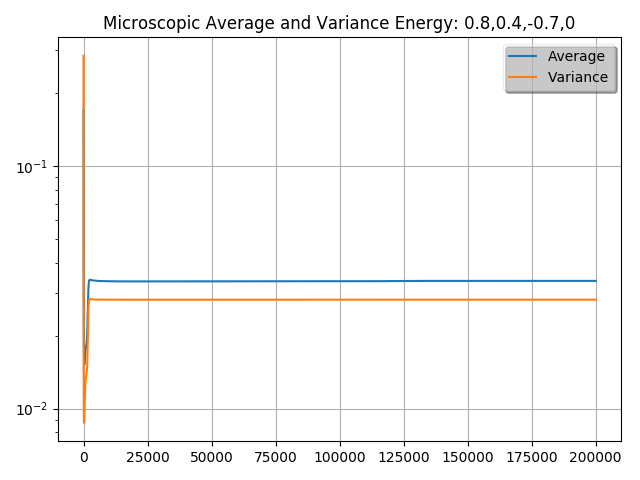 Microscopic Average and Variance Energy: 0.8,0.4,-0.7,0
Average
Variance
10⁻¹
10⁻²
0 25000 50000 75000 100000 125000 150000 175000 200000